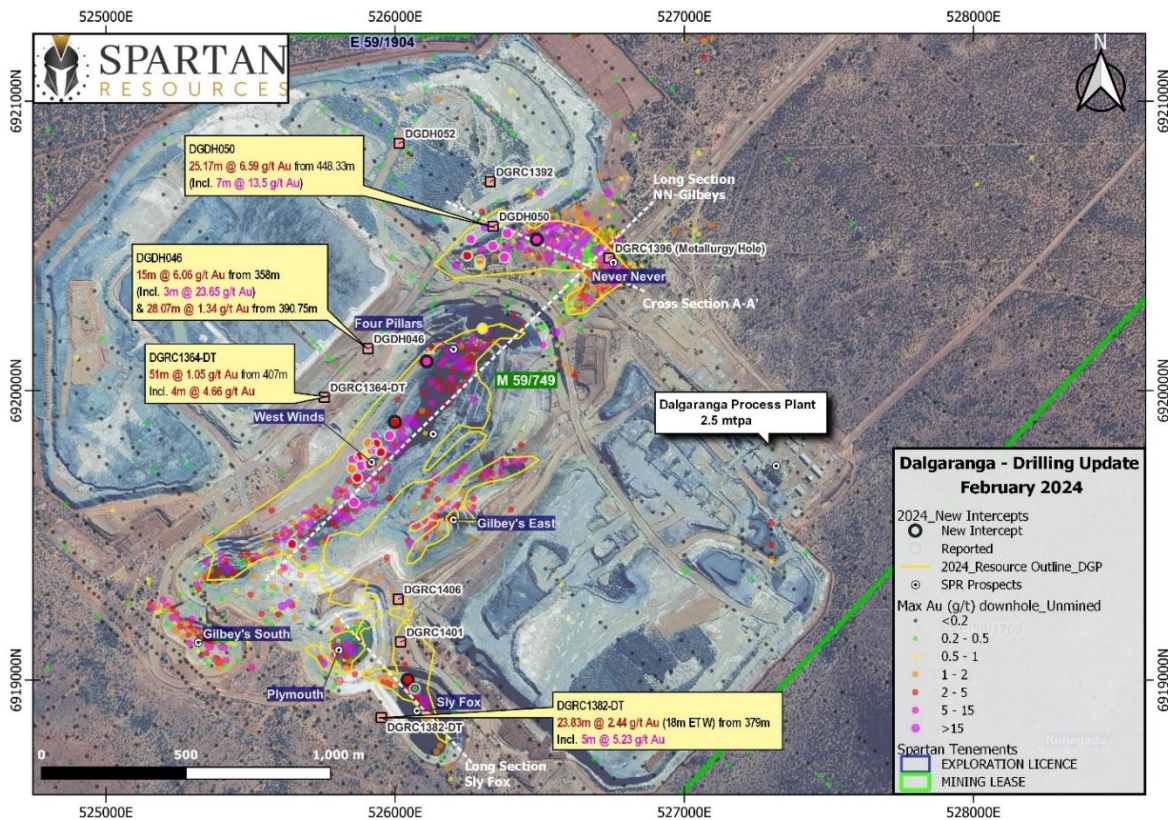 525000E
526000E
527000E
528000E
SPARTAN
RESOURCES
E 59/1904
N
6921000N
6921000N
DGDH052
DGDH050
25.17m @ 6.59 g/t Au from 448.33m
(Incl. 7m @ 13.5 g/t Au)
DGRC1392
Long Section
NN-Gilbeys
DGDH050
DGRC1396 (Metallurgy Hole)
DGDH046
15m @ 6.06 g/t Au from 358m
(Incl. 3m @ 23.65 g/t Au)
& 28.07m @ 1.34 g/t Au from 390.75m
Never Never
Cross Section A-A'
Four Pillars
DGDH046
DGRC1364-DT
51m @ 1.05 g/t Au from 407m
Incl. 4m @ 4.66 g/t Au
DGRC1364-DT
M 59/749
6920000N
6920000N
West Winds
Dalgaranga Process Plant
2.5 mtpa
Gilbey's East
DGRC1406
Gilbey's South
DGRC1401
Plymouth
Sly Fox
6919000N
6919000N
DGRC1382-DT
DGRC1382-DT
23.83m @ 2.44 g/t Au (18m ETW) from 379m
Incl. 5m @ 5.23 g/t Au
Long Section
Sly Fox
0
500
1,000 m
Dalgaranga - Drilling Update
February 2024
2024_New Intercepts
New Intercept
Reported
2024_Resource Outline_DGP
SPR Prospects
Max Au (g/t) downhole_Unmined
<0.2
0.2 - 0.5
0.5 - 1
1 - 2
2 - 5
5 - 15
>15
Renegade
Spartan Tenements
EXPLORATION LICENCE
MINING LEASE
525000E
526000E
527000E
528000E